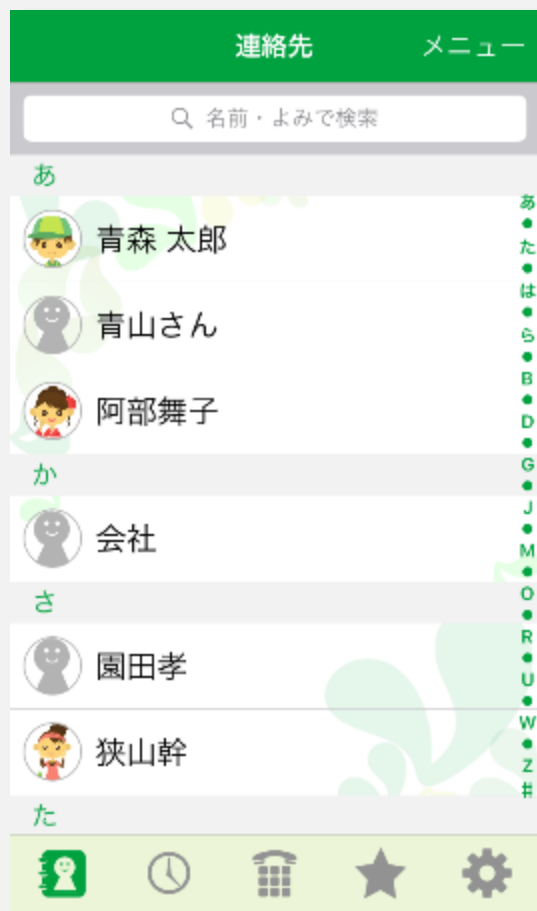 連絡先 メニュー
名前・よみで検索
あ
青森 太郎
青山さん
阿部舞子
か
会社
さ
園田孝
狭山幹
た
あ
●
た
●
は
●
ら
●
B
●
D
●
G
●
J
●
M
●
O
●
R
●
U
●
W
●
Z
#